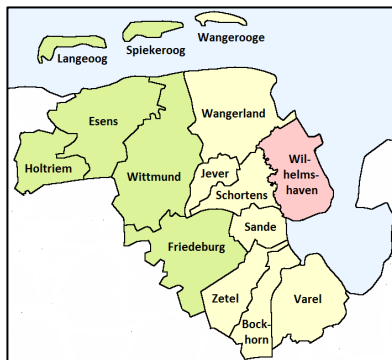 Wangerooge
Spiekeroog
Langeoog
Wangerland
Esens
Wil-
helms-
haven
Holtriem
Wittmund
Jever
Schortens
Sande
Friedeburg
Zetel
Varel
Bock-
horn